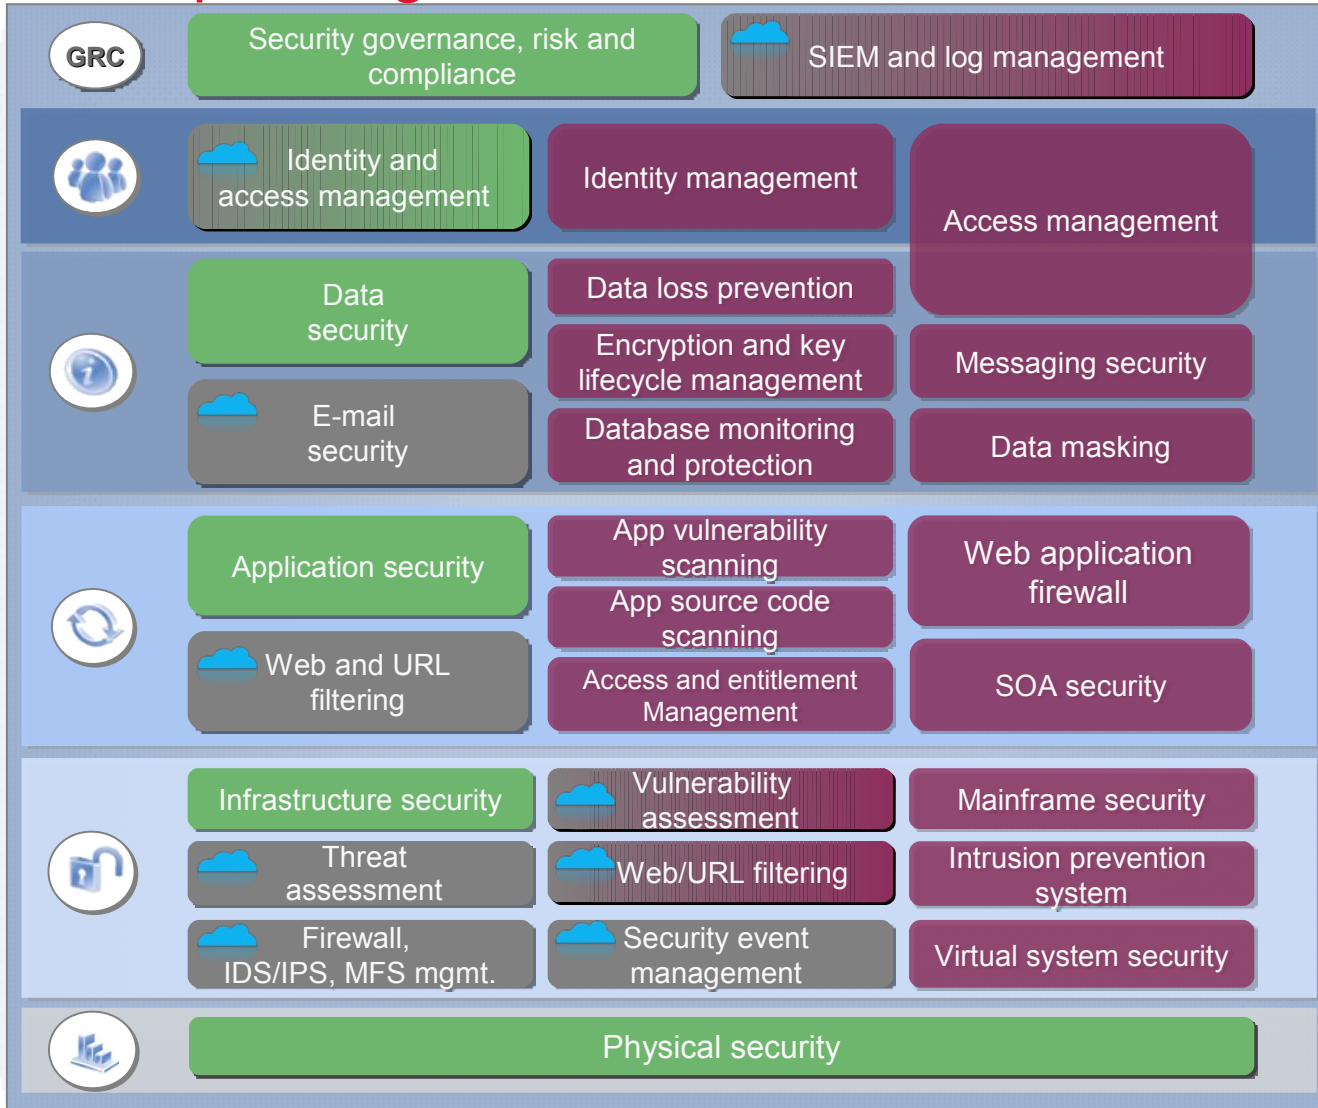 GRC
Security governance, risk and
compliance
SIEM and log management
Identity and
access management
Identity management
Access management
Data
security
Data loss prevention
Encryption and key
lifecycle management
Messaging security
E-mail
security
Database monitoring
and protection
Data masking
Application security
App vulnerability
scanning
Web application
firewall
App source code
scanning
Web and URL
filtering
Access and entitlement
Management
SOA security
Infrastructure security
Vulnerability
assessment
Mainframe security
Threat
assessment
Web/URL filtering
Intrusion prevention
system
Firewall,
IDS/IPS, MFS mgmt.
Security event
management
Virtual system security
Physical security